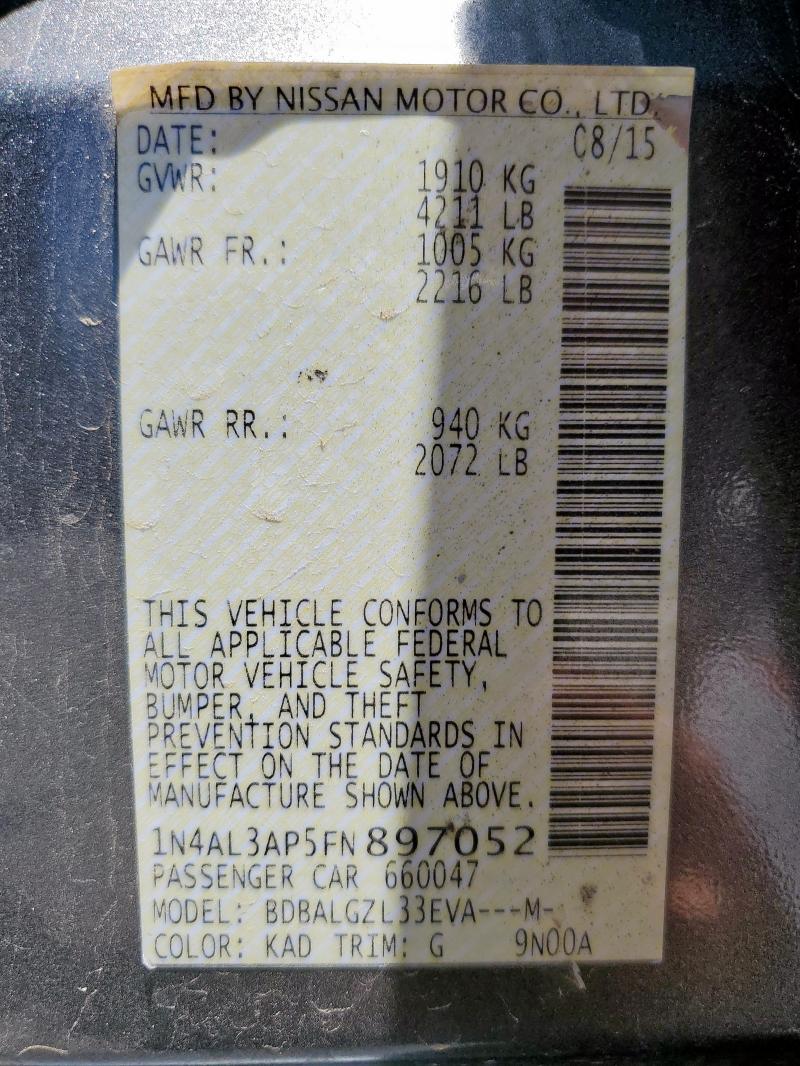 MFD BY NISSAN MOTOR CO., LTD.
DATE: 08/15
GVWR: 1910 KG
4211 LB
GAWR FR.: 1005 KG
2216 LB
GAWR RR.: 940 KG
2072 LB
THIS VEHICLE CONFORMS TO
ALL APPLICABLE FEDERAL
MOTOR VEHICLE SAFETY,
BUMPER, AND THEFT
PREVENTION STANDARDS IN
EFFECT ON THE DATE OF
MANUFACTURE SHOWN ABOVE.
1N4AL3AP5FN897052
PASSENGER CAR 660047
MODEL: BDBALGZL33EVA---M-
COLOR: KAD TRIM: G 9N00A